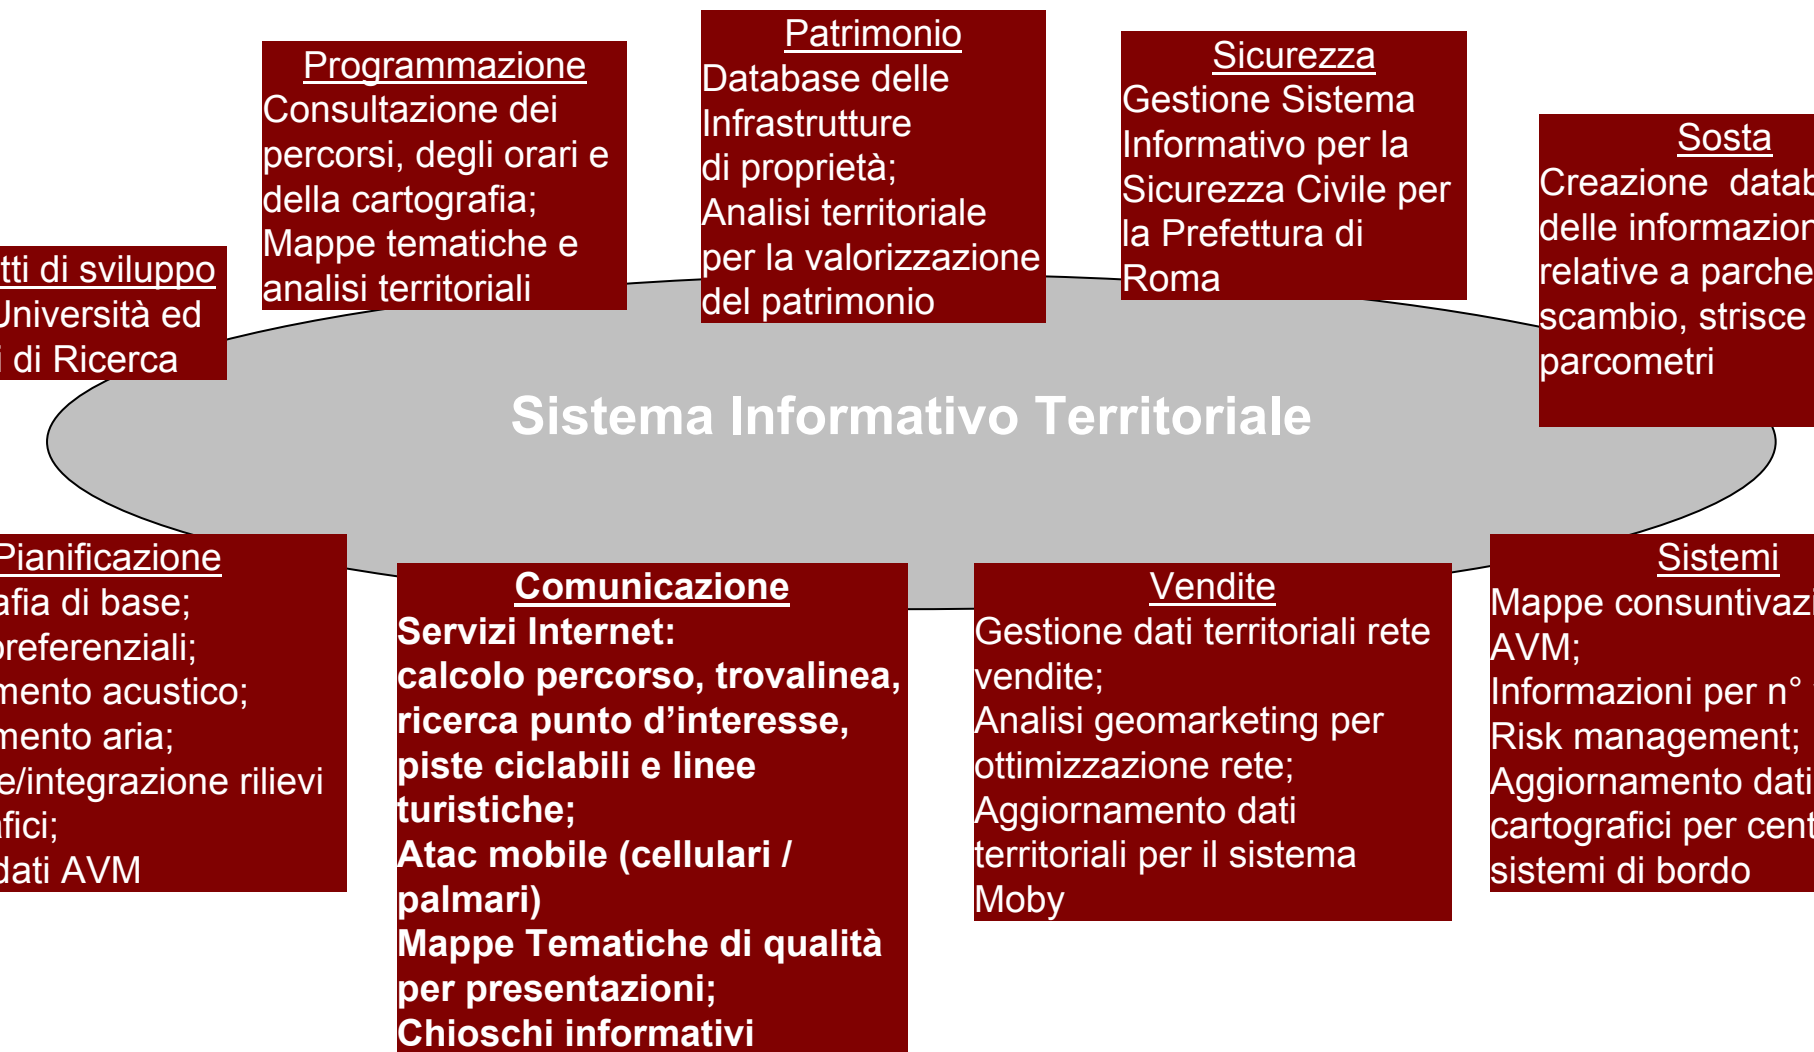 Patrimonio
Database delle
Infrastrutture
di proprietà;
Analisi territoriale
per la valorizzazione
del patrimonio
Programmazione
Consultazione dei
percorsi, degli orari e
della cartografia;
Mappe tematiche e
analisi territoriali
Sicurezza
Gestione Sistema
Informativo per la
Sicurezza Civile per
la Prefettura di
Roma
Sosta
Creazione
delle
relative a
scambio, strisce
parcometri
di sviluppo
Università ed
di Ricerca
Sistema Informativo Territoriale
Pianificazione
di base;
preferenziali;
acustico;
aria;
rilievi
dati AVM
Comunicazione
Servizi Internet:
calcolo percorso, trovalinea,
ricerca punto d’interesse,
piste ciclabili e linee
turistiche;
Atac mobile (cellulari /
palmari)
Mappe Tematiche di qualità
per presentazioni;
Chioschi informativi
Vendite
Gestione dati territoriali rete
vendite;
Analisi geomarketing per
ottimizzazione rete;
Aggiornamento dati
territoriali per il sistema
Moby
Sistemi
Mappe
AVM;
Informazioni per n°
Risk management;
Aggiornamento dati
cartografici per
sistemi di bordo